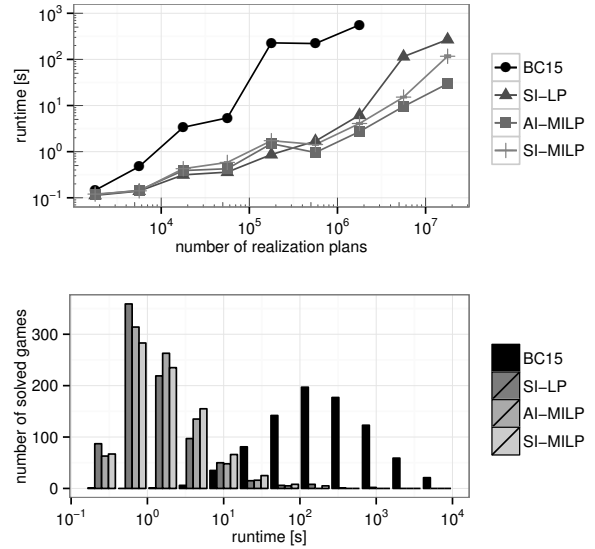 10³
10²
10¹
10⁰
10⁻¹
runtime [s]
10⁴
10⁵
10⁶
10⁷
number of realization plans
BC15
SI−LP
AI−MILP
SI−MILP
300
200
100
0
number of solved games
10⁻¹
10⁰
10¹
10²
10³
10⁴
runtime [s]
BC15
SI−LP
AI−MILP
SI−MILP